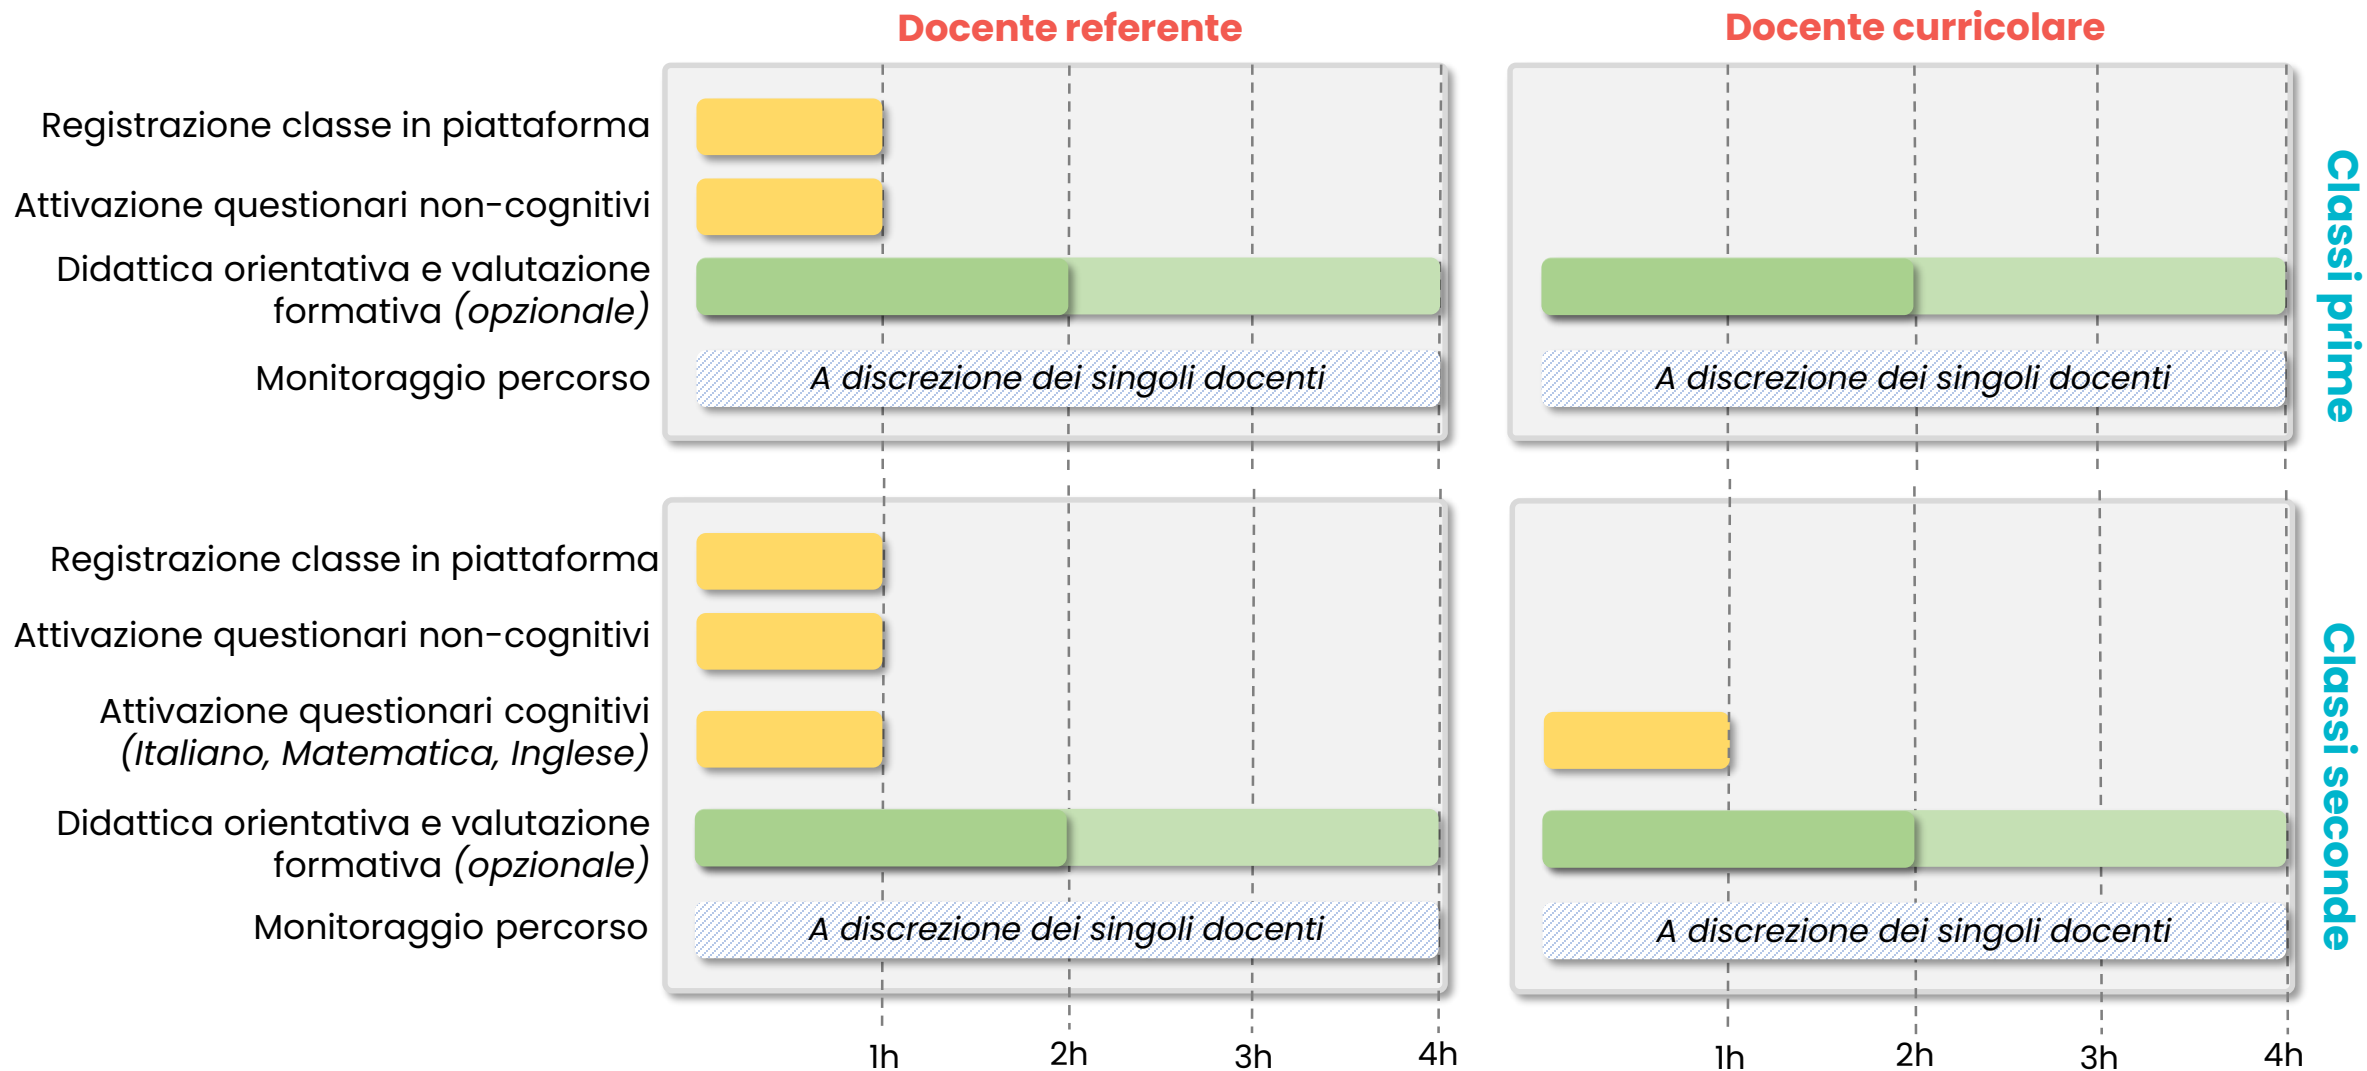 Docente referente
Docente curricolare
Registrazione classe in piattaforma
Attivazione questionari non-cognitivi
Didattica orientativa e valutazione
formativa (opzionale)
Monitoraggio percorso
A discrezione dei singoli docenti
A discrezione dei singoli docenti
Classi prime
Registrazione classe in piattaforma
Attivazione questionari non-cognitivi
Attivazione questionari cognitivi
(Italiano, Matematica, Inglese)
Didattica orientativa e valutazione
formativa (opzionale)
Monitoraggio percorso
A discrezione dei singoli docenti
A discrezione dei singoli docenti
Classi seconde
1h 2h 3h 4h
1h 2h 3h 4h